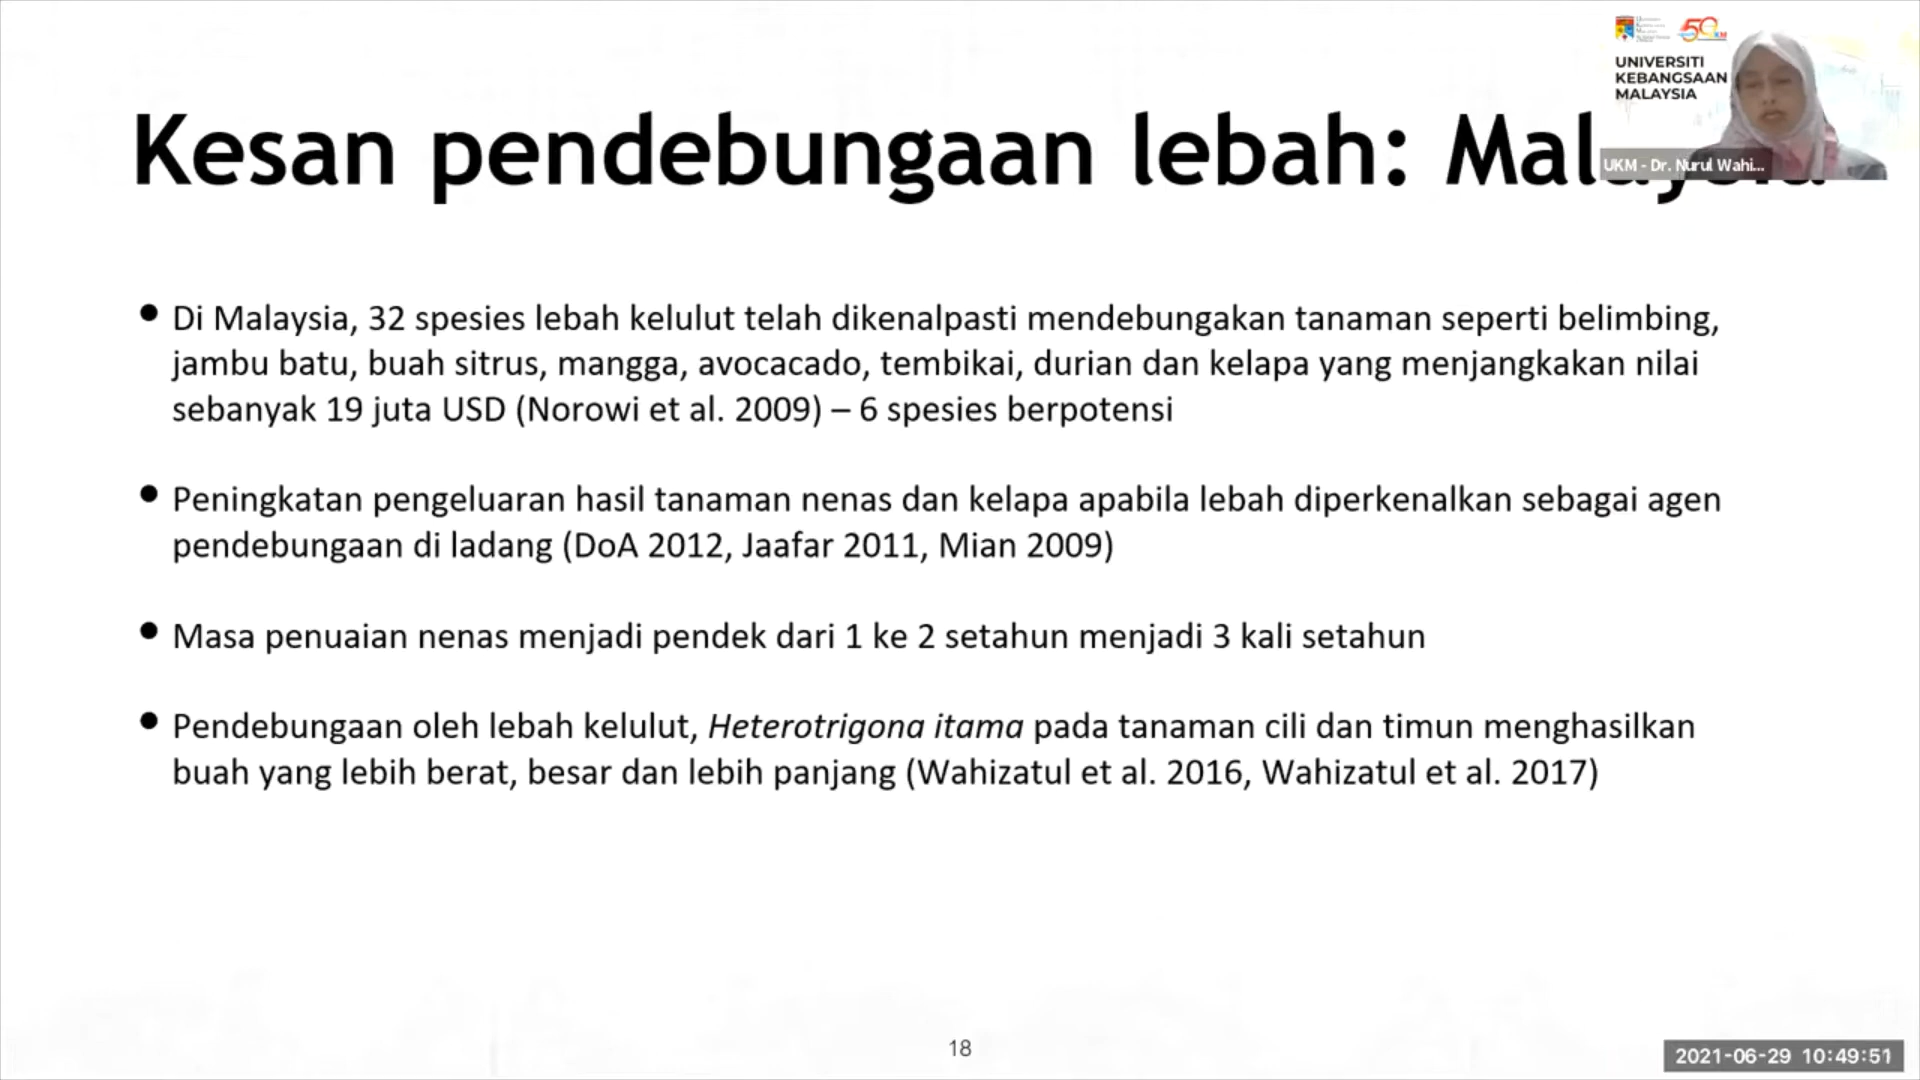 UNIVERSITI
KEBANGSAAN
MALAYSIA
UKM - Dr. Nurul Wahi...
Kesan pendebungaan lebah: Malaysia
• Di Malaysia, 32 spesies lebah kelulut telah dikenalpasti mendebungakan tanaman seperti belimbing,
jambu batu, buah sitrus, mangga, avocacado, tembikai, durian dan kelapa yang menjangkakan nilai
sebanyak 19 juta USD (Norowi et al. 2009) – 6 spesies berpotensi
• Peningkatan pengeluaran hasil tanaman nenas dan kelapa apabila lebah diperkenalkan sebagai agen
pendebungaan di ladang (DoA 2012, Jaafar 2011, Mian 2009)
• Masa penuaian nenas menjadi pendek dari 1 ke 2 setahun menjadi 3 kali setahun
• Pendebungaan oleh lebah kelulut, Heterotrigona itama pada tanaman cili dan timun menghasilkan
buah yang lebih berat, besar dan lebih panjang (Wahizatul et al. 2016, Wahizatul et al. 2017)
18
2021-06-29 10:49:51